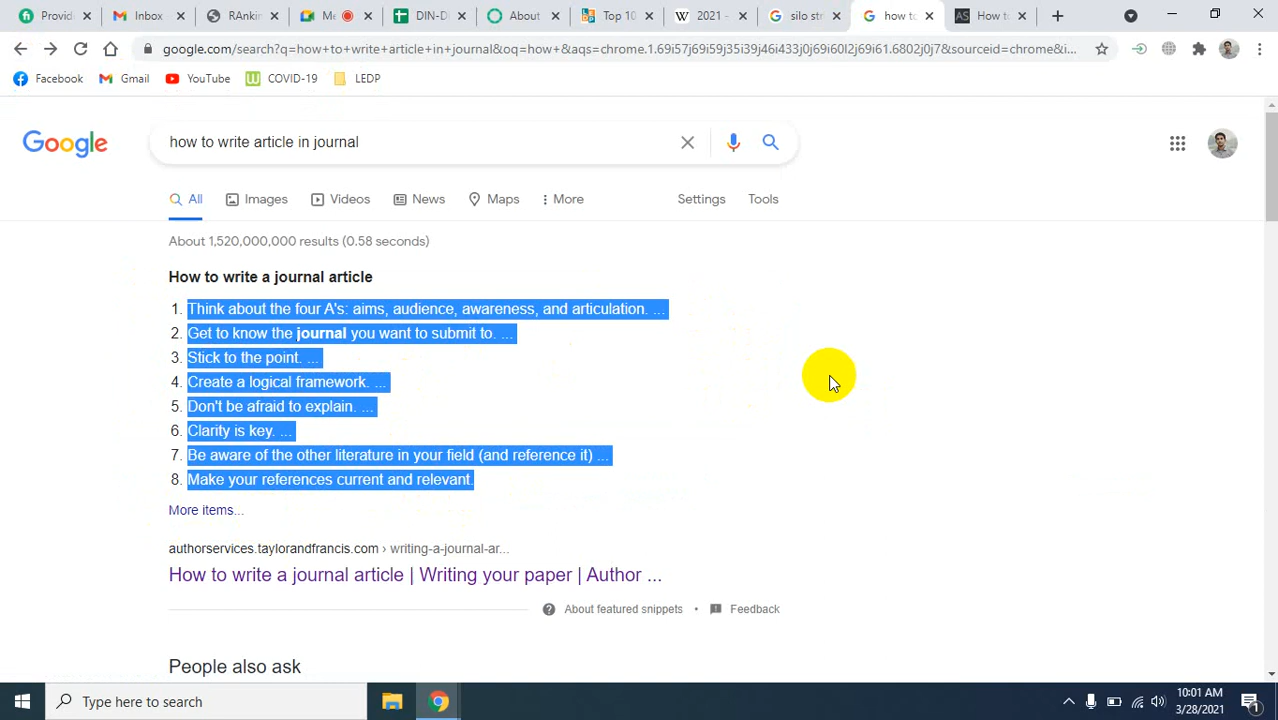 Provid
Inbox
RAnkin
Me
DIN-D
About
Top 10
2021 -
silo str
how to
How to
google.com/search?q=how+to+write+article+in+journal&oq=how+&aqs=chrome.1.69i57j69i59j35i39j46i433j0j69i60l2j69i61.6802j0j7&sourceid=chrome&i...
Facebook
Gmail
YouTube
COVID-19
LEDP
Google
how to write article in journal
All
Images
Videos
News
Maps
More
Settings
Tools
About 1,520,000,000 results (0.58 seconds)
How to write a journal article
1. Think about the four A's: aims, audience, awareness, and articulation. ...
2. Get to know the journal you want to submit to. ...
3. Stick to the point. ...
4. Create a logical framework. ...
5. Don't be afraid to explain. ...
6. Clarity is key. ...
7. Be aware of the other literature in your field (and reference it) ...
8. Make your references current and relevant.
More items...
authorservices.taylorandfrancis.com › writing-a-journal-ar...
How to write a journal article | Writing your paper | Author ...
About featured snippets • Feedback
People also ask
Type here to search
10:01 AM
3/28/2021
1